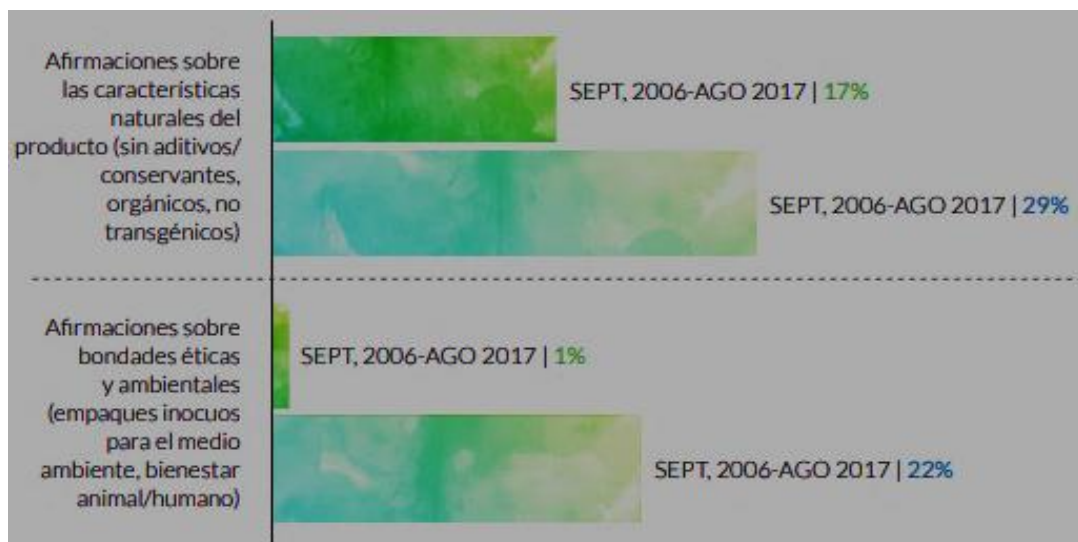 Afirmaciones sobre
las características
naturales del
producto (sin aditivos/
conservantes,
orgánicos, no
transgénicos)
SEPT, 2006-AGO 2017 | 17%
SEPT, 2006-AGO 2017 | 29%
Afirmaciones sobre
bondades éticas
y ambientales
(empaques inocuos
para el medio
ambiente, bienestar
animal/humano)
SEPT, 2006-AGO 2017 | 1%
SEPT, 2006-AGO 2017 | 22%